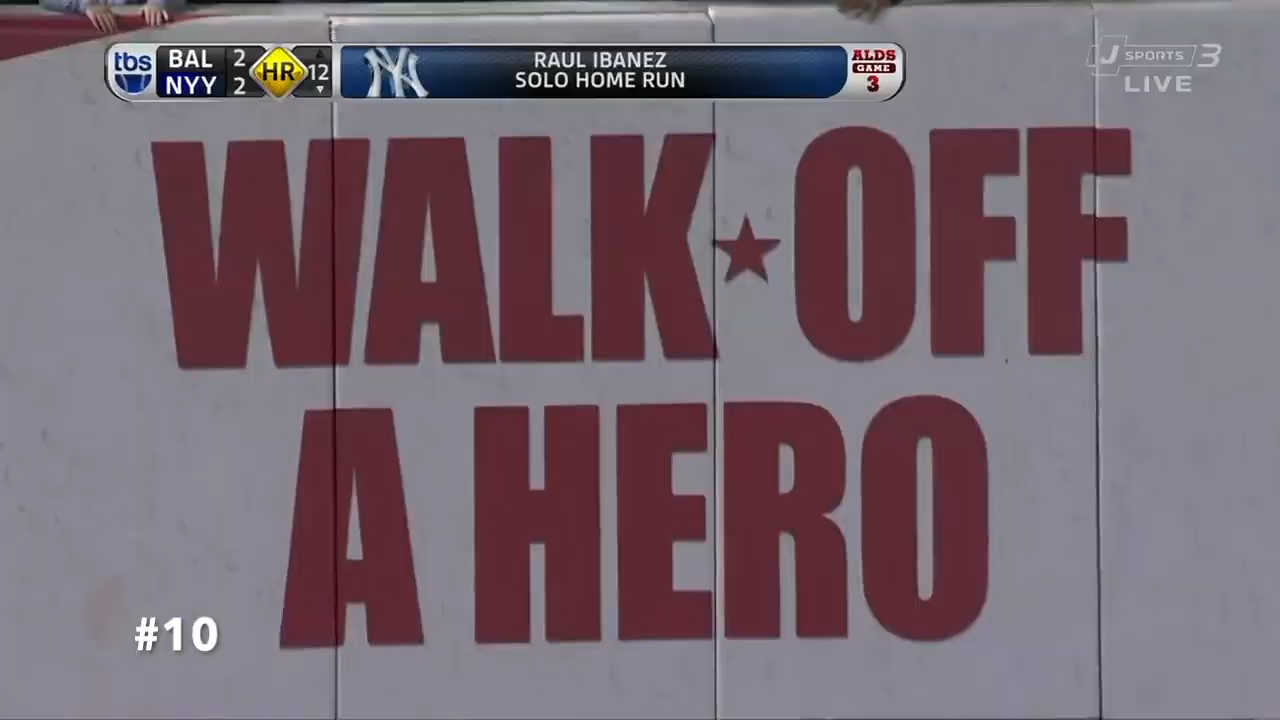 tbs
BAL 2
NYY 2
HR
12
RAUL IBANEZ
SOLO HOME RUN
ALDS
GAME
3
J SPORTS 3
LIVE
WALK★OFF
A HERO
#10